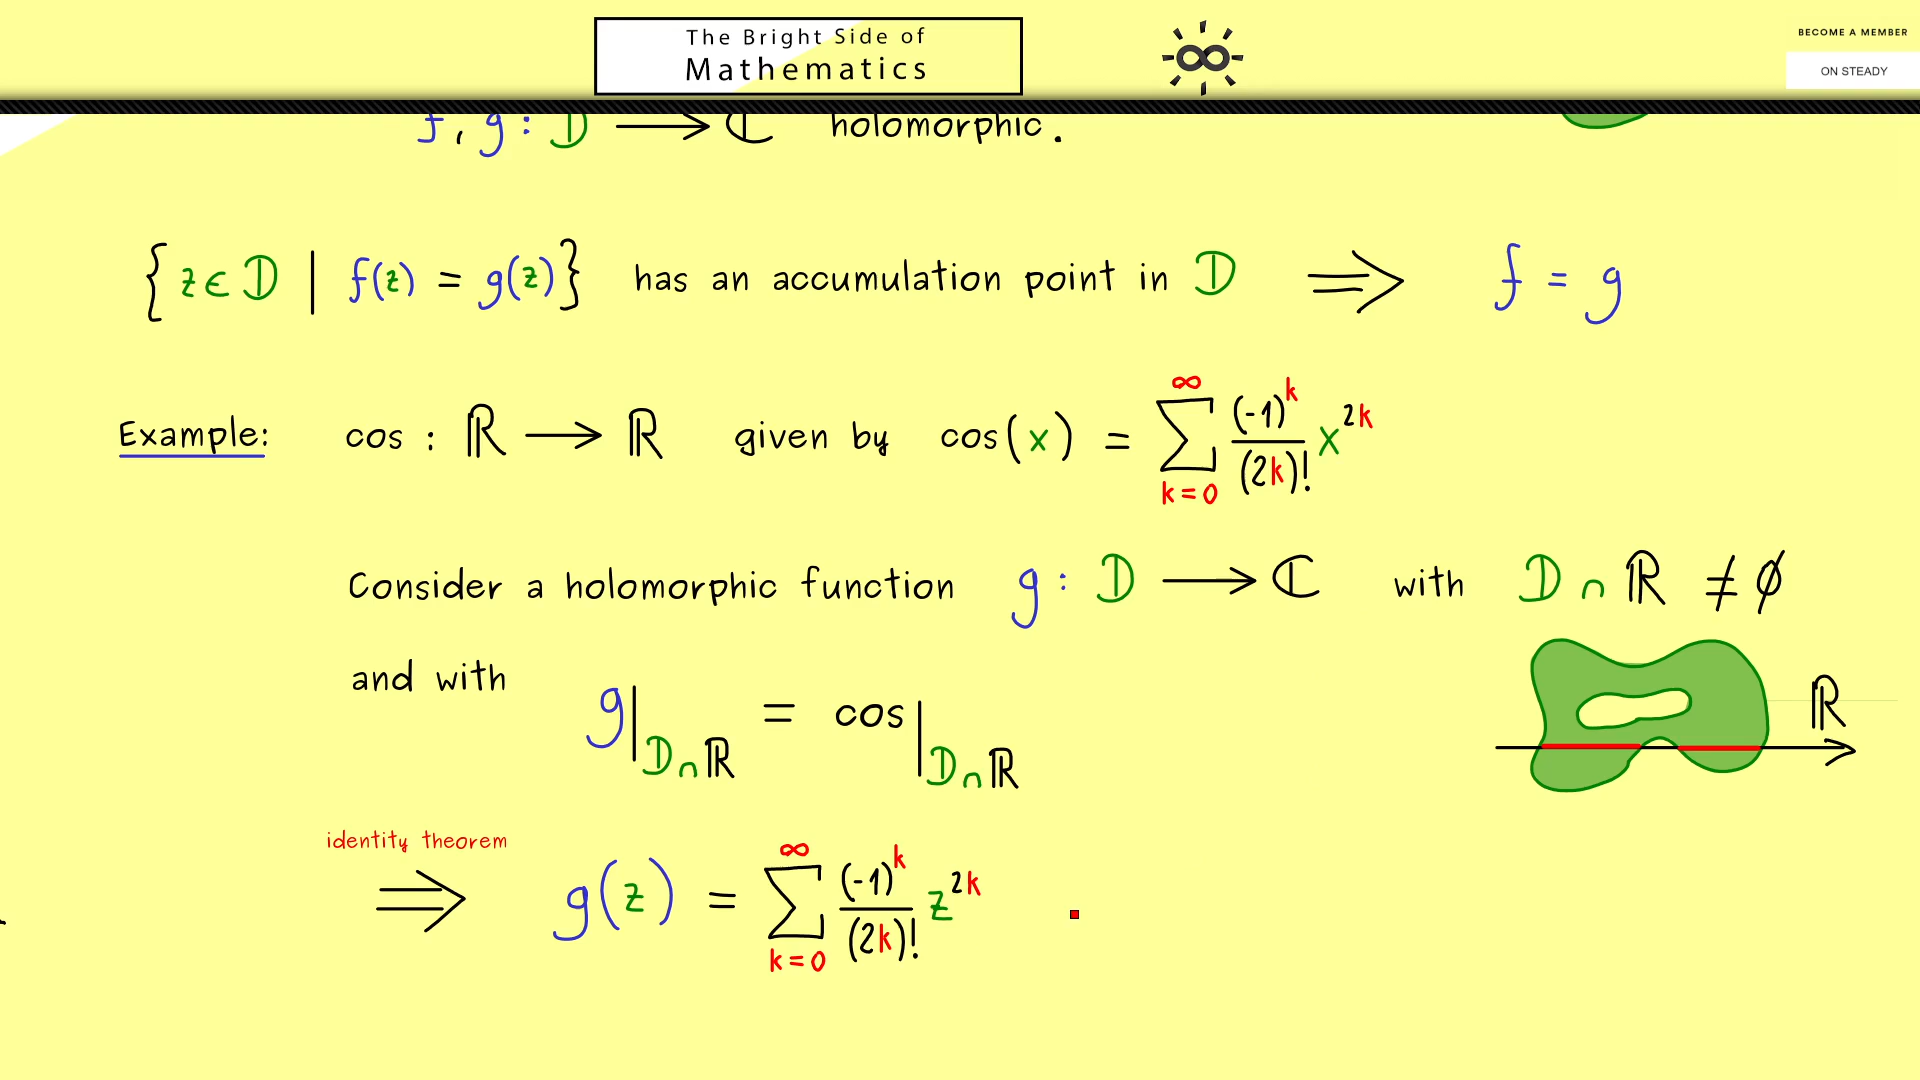 The Bright Side of
Mathematics
BECOME A MEMBER
ON STEADY
f, g : D ⟶ ℂ holomorphic.
{ z ∈ D | f(z) = g(z) } has an accumulation point in D ⟹ f = g
Example: cos : ℝ ⟶ ℝ given by cos(x) = ∑_{k=0}^{∞} (-1)^k/(2k)! x^{2k}
Consider a holomorphic function g : D ⟶ ℂ with D ∩ ℝ ≠ ∅
and with g|_{D∩ℝ} = cos|_{D∩ℝ}
ℝ
identity theorem
⟹ g(z) = ∑_{k=0}^{∞} (-1)^k/(2k)! z^{2k}